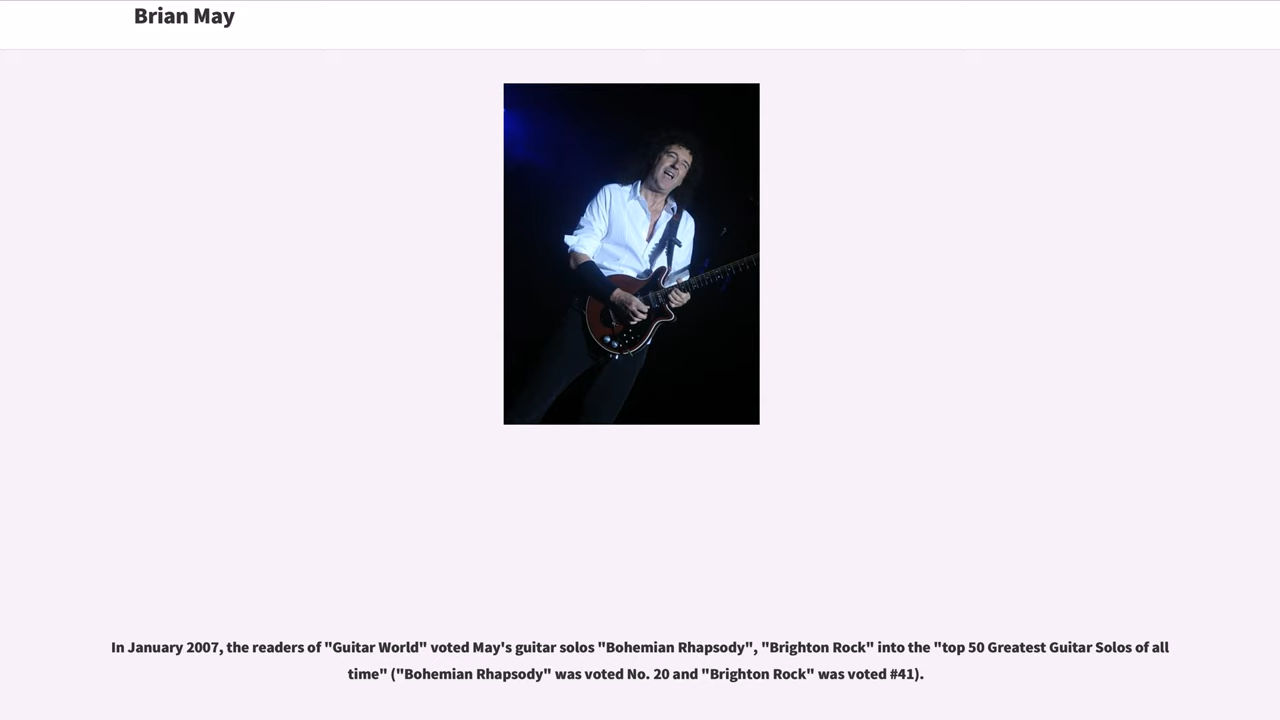 Brian May
In January 2007, the readers of "Guitar World" voted May's guitar solos "Bohemian Rhapsody", "Brighton Rock" into the "top 50 Greatest Guitar Solos of all
time" ("Bohemian Rhapsody" was voted No. 20 and "Brighton Rock" was voted #41).